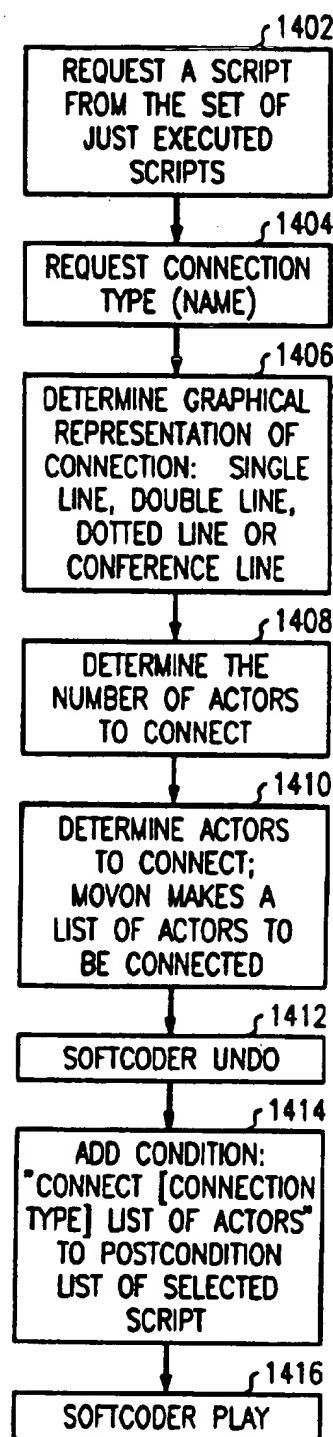 1402
REQUEST A SCRIPT
FROM THE SET OF
JUST EXECUTED
SCRIPTS
1404
REQUEST CONNECTION
TYPE (NAME)
1406
DETERMINE GRAPHICAL
REPRESENTATION OF
CONNECTION: SINGLE
LINE, DOUBLE LINE,
DOTTED LINE OR
CONFERENCE LINE
1408
DETERMINE THE
NUMBER OF ACTORS
TO CONNECT
1410
DETERMINE ACTORS
TO CONNECT;
MOVON MAKES A
LIST OF ACTORS TO
BE CONNECTED
1412
SOFTCODER UNDO
1414
ADD CONDITION:
"CONNECT [CONNECTION
TYPE] LIST OF ACTORS"
TO POSTCONDITION
LIST OF SELECTED
SCRIPT
1416
SOFTCODER PLAY